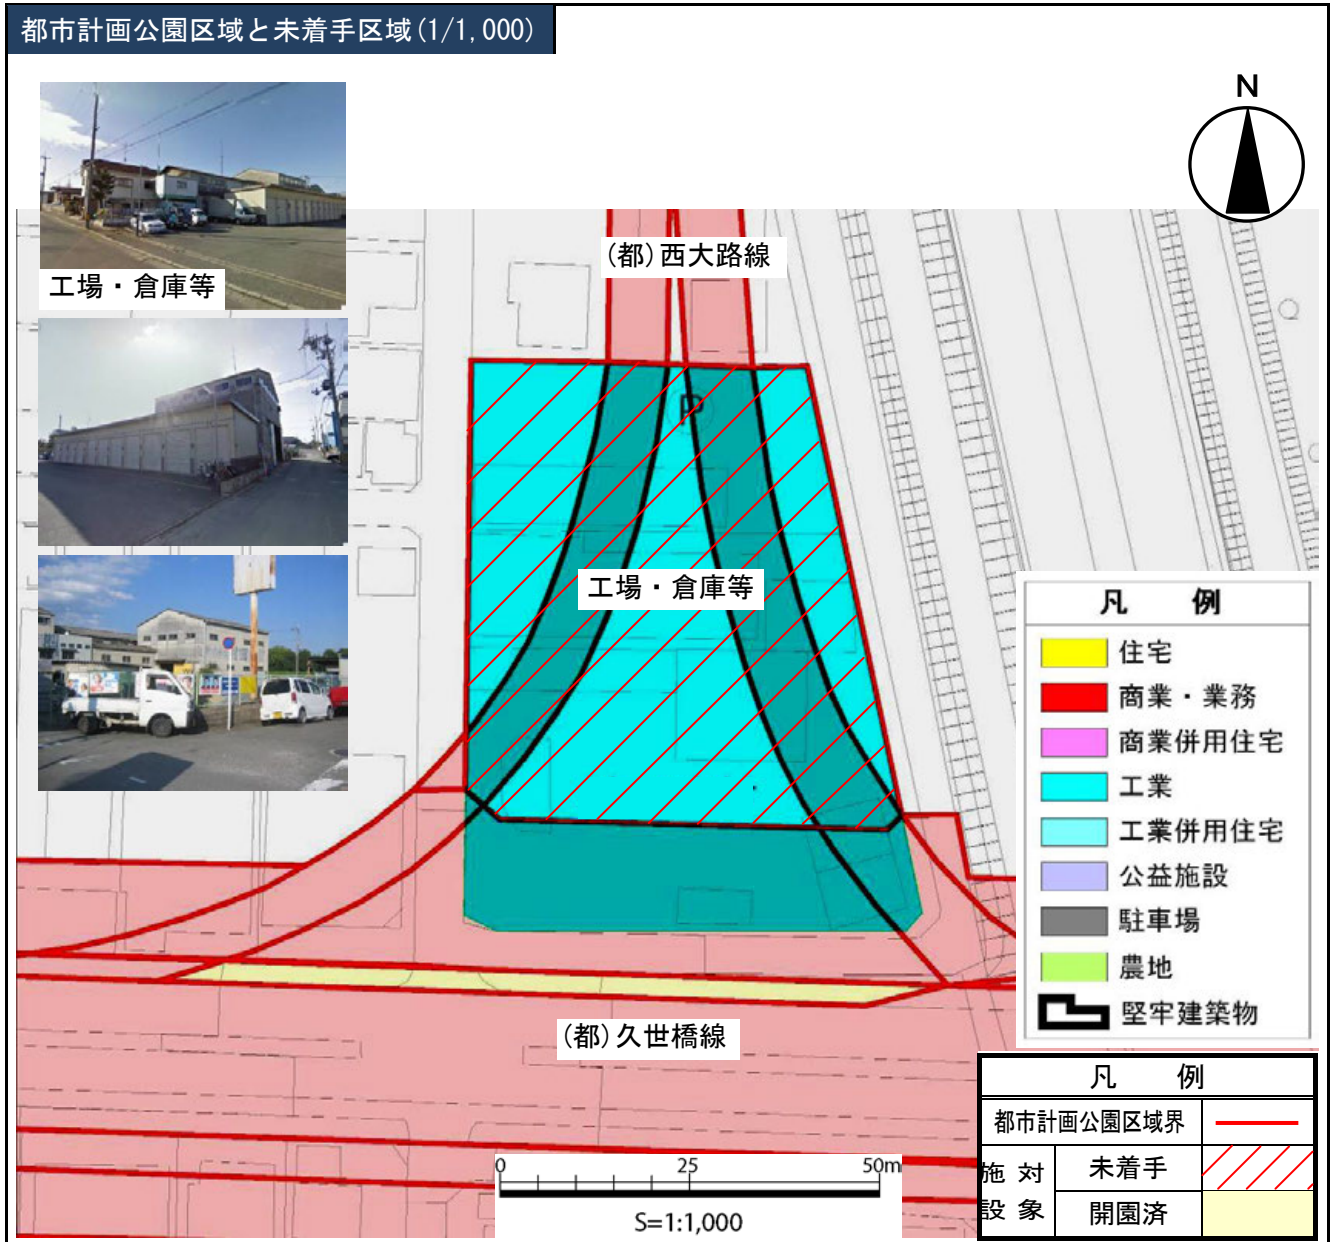 都市計画公園区域と未着手区域(1/1,000)
N
(都)西大路線
工場・倉庫等
P
工場・倉庫等
凡 例
住宅
商業・業務
商業併用住宅
工業
工業併用住宅
公益施設
駐車場
農地
堅牢建築物
(都)久世橋線
凡 例
都市計画公園区域界
施設 対象
未着手
開園済
0 25 50m
S=1:1,000